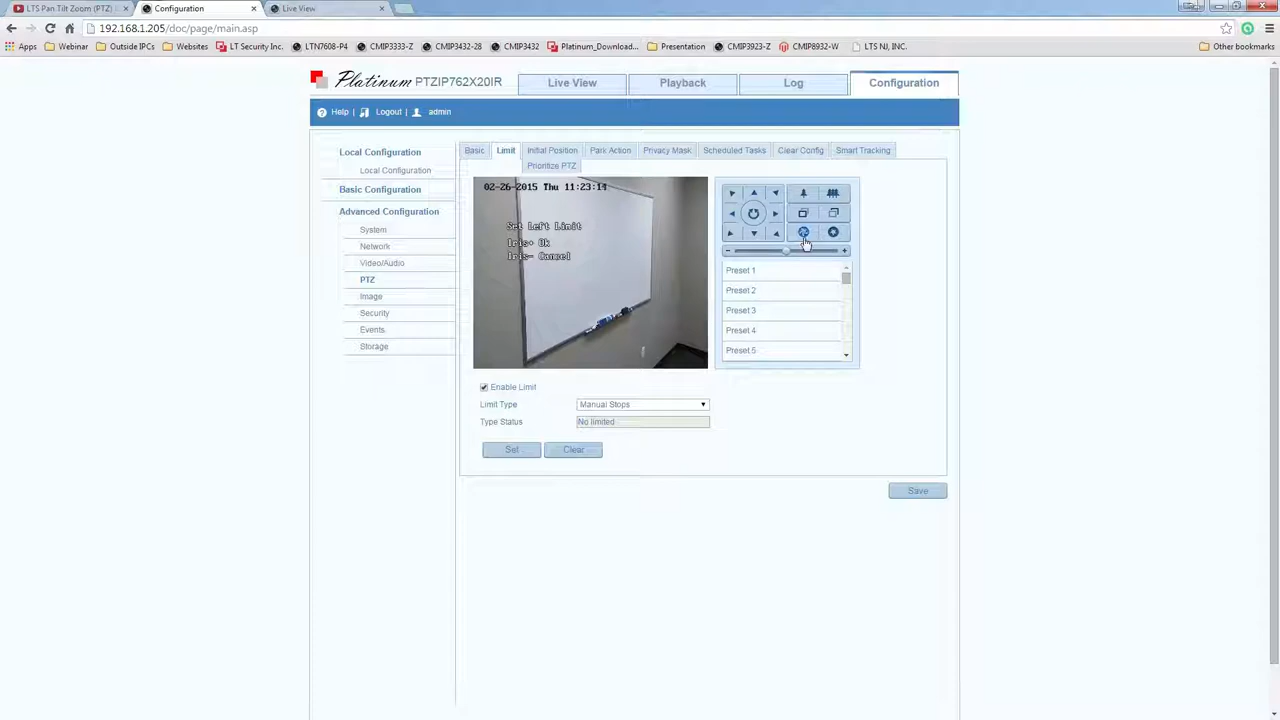 LTS Pan Tilt Zoom (PTZ)
Configuration
Live View
192.168.1.205/doc/page/main.asp
Apps
Webinar
Outside IPCs
Websites
LT Security Inc.
LTN7608-P4
CMIP3333-Z
CMIP3432-28
CMIP3432
Platinum_Download...
Presentation
CMIP3923-Z
CMIP8932-W
LTS NJ, INC.
Other bookmarks
Platinum PTZIP762X20IR
Live View
Playback
Log
Configuration
Help | Logout | admin
Local Configuration
Local Configuration
Basic Configuration
Advanced Configuration
System
Network
Video/Audio
PTZ
Image
Security
Events
Storage
Basic
Limit
Initial Position
Park Action
Privacy Mask
Scheduled Tasks
Clear Config
Smart Tracking
Prioritize PTZ
02-26-2015 Thu 11:23:14
Set Left Limit
Iris+ Ok
Iris- Cancel
Preset 1
Preset 2
Preset 3
Preset 4
Preset 5
Enable Limit
Limit Type
Manual Stops
Type Status
No limited
Set
Clear
Save